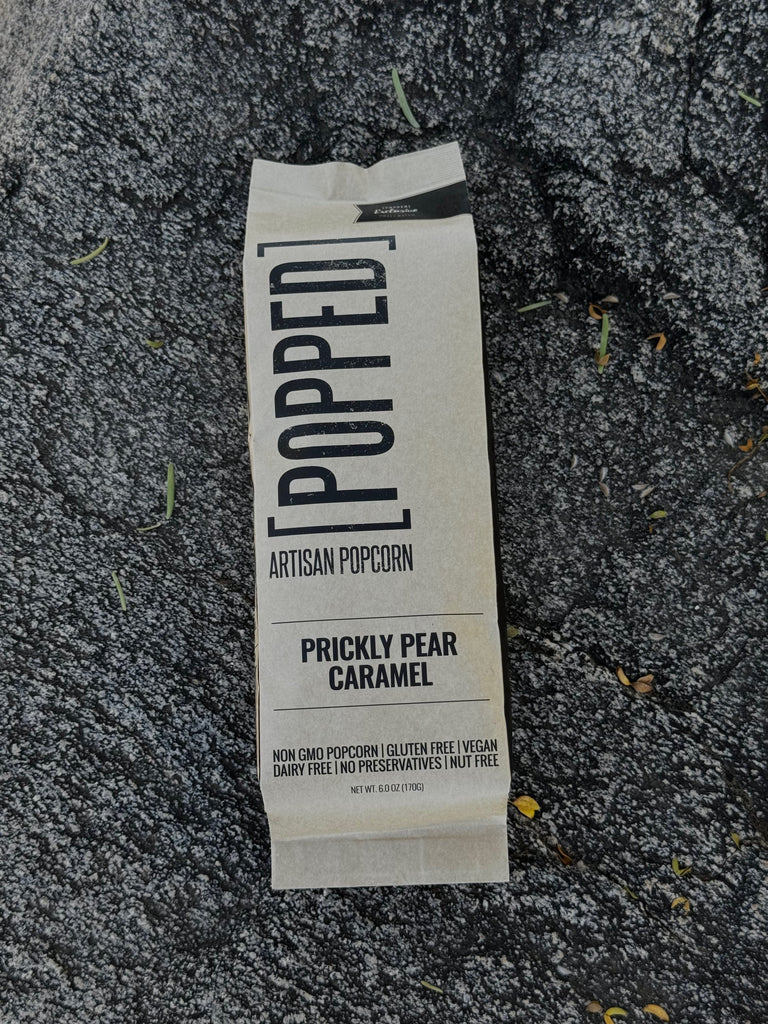 Exclusive
[POPPED]
ARTISAN POPCORN
PRICKLY PEAR
CARAMEL
NON GMO POPCORN | GLUTEN FREE | VEGAN
DAIRY FREE | NO PRESERVATIVES | NUT FREE
NET WT. 6.0 OZ (170G)